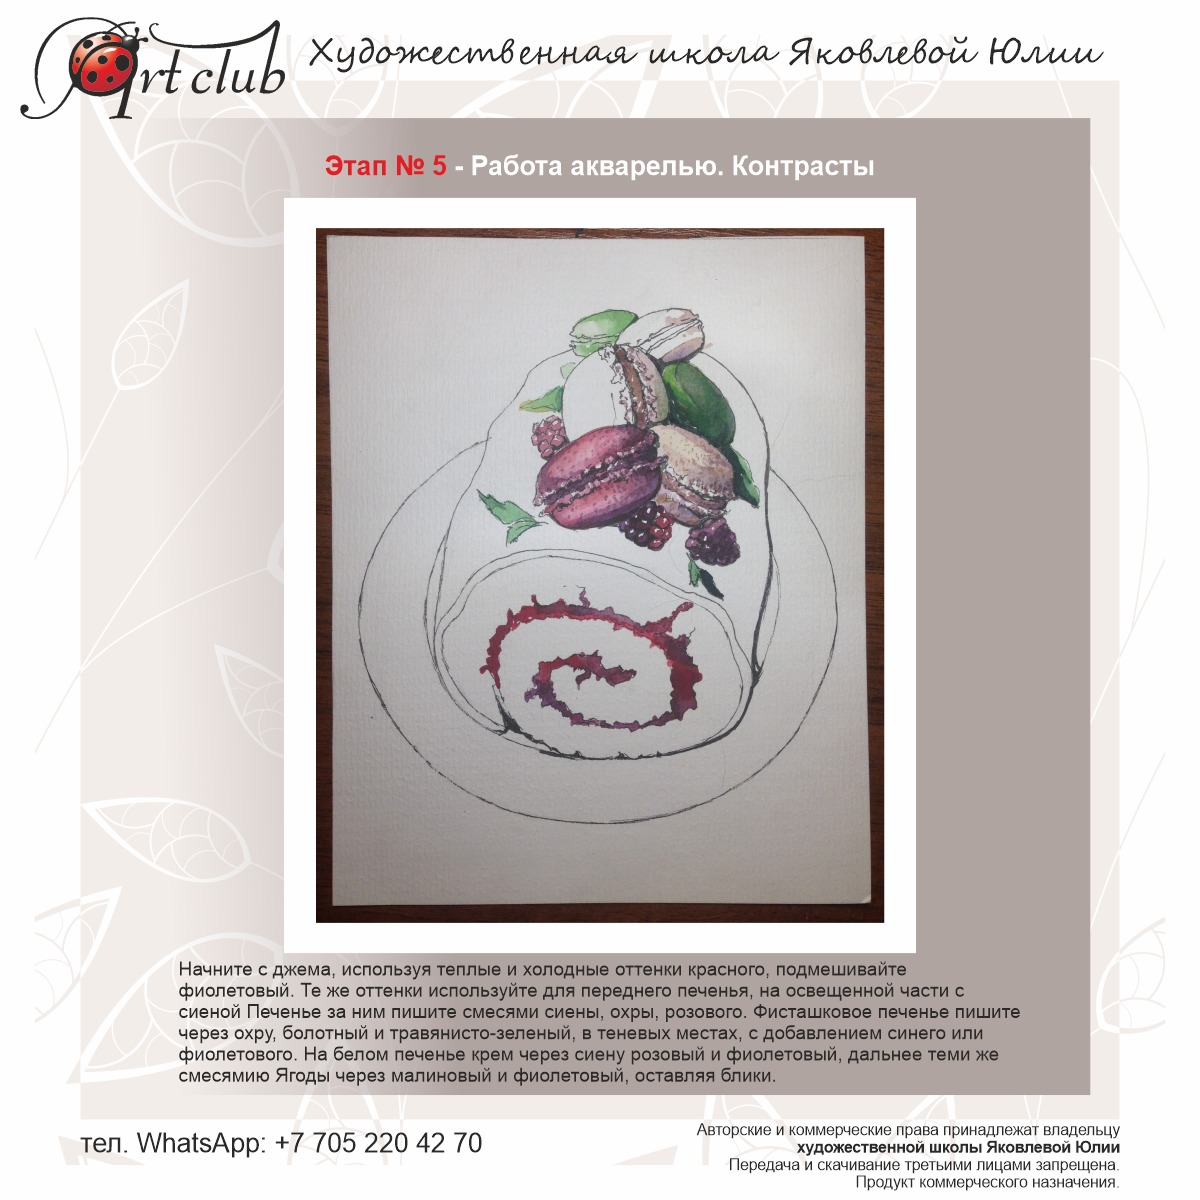 Art club
Художественная школа Яковлевой Юлии
Этап № 5 - Работа акварелью. Контрасты
Начните с джема, используя теплые и холодные оттенки красного, подмешивайте
фиолетовый. Те же оттенки используйте для переднего печенья, на освещенной части с
сиеной Печенье за ним пишите смесями сиены, охры, розового. Фисташковое печенье пишите
через охру, болотный и травянисто-зеленый, в теневых местах, с добавлением синего или
фиолетового. На белом печенье крем через сиену розовый и фиолетовый, дальнее теми же
смесямию Ягоды через малиновый и фиолетовый, оставляя блики.
тел. WhatsApp: +7 705 220 42 70
Авторские и коммерческие права принадлежат владельцу
художественной школы Яковлевой Юлии
Передача и скачивание третьими лицами запрещена.
Продукт коммерческого назначения.